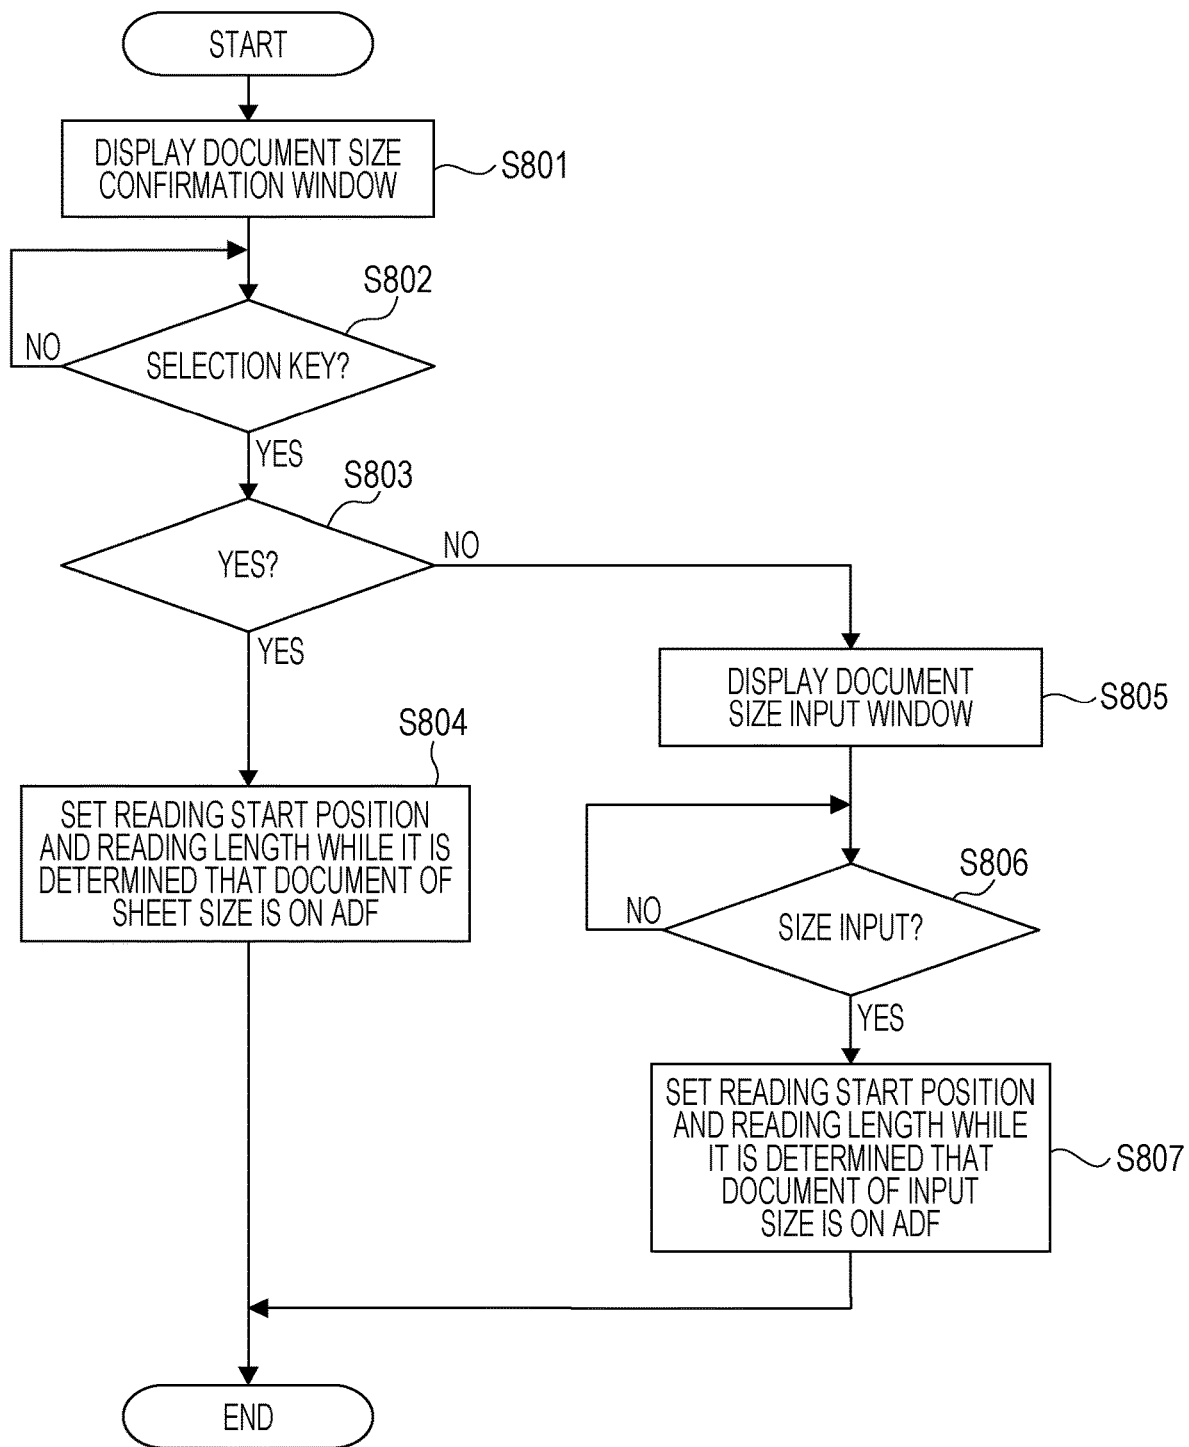 START
DISPLAY DOCUMENT SIZE
CONFIRMATION WINDOW
S801
S802
NO
SELECTION KEY?
YES
S803
YES?
NO
YES
DISPLAY DOCUMENT
SIZE INPUT WINDOW
S805
S804
SET READING START POSITION
AND READING LENGTH WHILE IT IS
DETERMINED THAT DOCUMENT OF
SHEET SIZE IS ON ADF
S806
NO
SIZE INPUT?
YES
SET READING START POSITION
AND READING LENGTH WHILE
IT IS DETERMINED THAT
DOCUMENT OF INPUT
SIZE IS ON ADF
S807
END